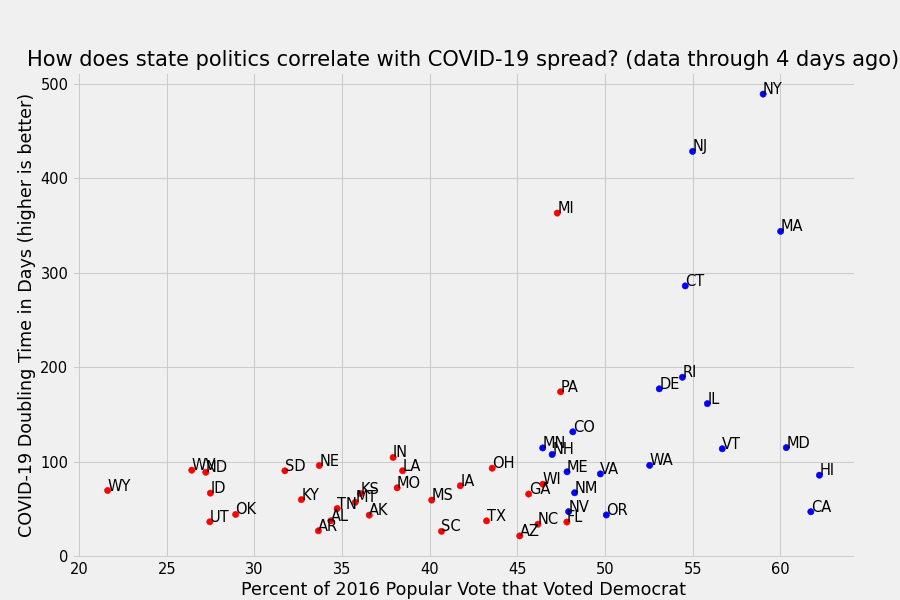 How does state politics correlate with COVID-19 spread? (data through 4 days ago)
COVID-19 Doubling Time in Days (higher is better)
500
400
300
200
100
0
NY
NJ
MI
MA
CT
RI
DE
PA
IL
CO
MN
NH
VT
MD
IN
OH
WA
NE
WV
ND
SD
LA
ME
VA
HI
WI
WY
ID
MO
IA
GA
NM
KS
MT
KY
MS
TN
OK
AK
NV
OR
CA
UT
AL
AR
TX
NC
FL
SC
AZ
20
25
30
35
40
45
50
55
60
Percent of 2016 Popular Vote that Voted Democrat